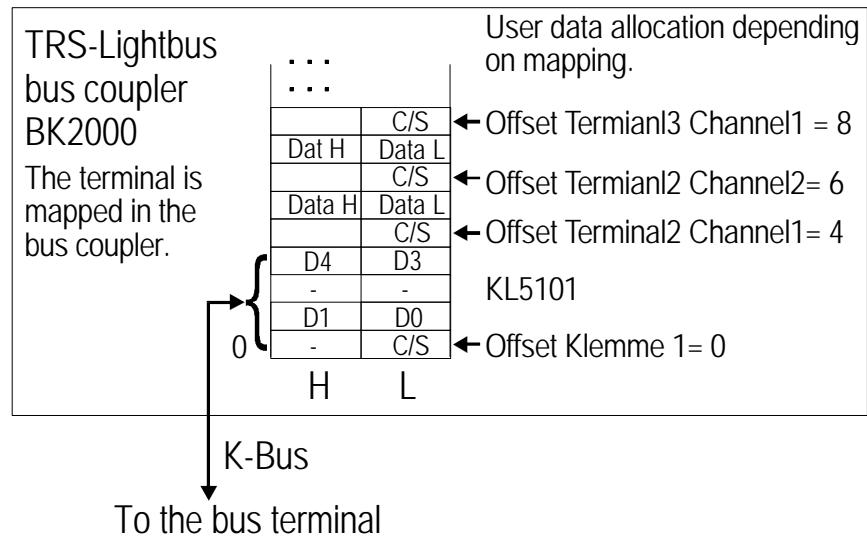 TRS-Lightbus
bus coupler
BK2000
The terminal is
mapped in the
bus coupler.
User data allocation depending
on mapping.
. . .
. . .
C/S
Offset Termianl3 Channel1 = 8
Dat H Data L
C/S
Offset Termianl2 Channel2= 6
Data H Data L
C/S
Offset Terminal2 Channel1= 4
D4 D3
- -
KL5101
D1 D0
0
- C/S
Offset Klemme 1= 0
H L
K-Bus
To the bus terminal